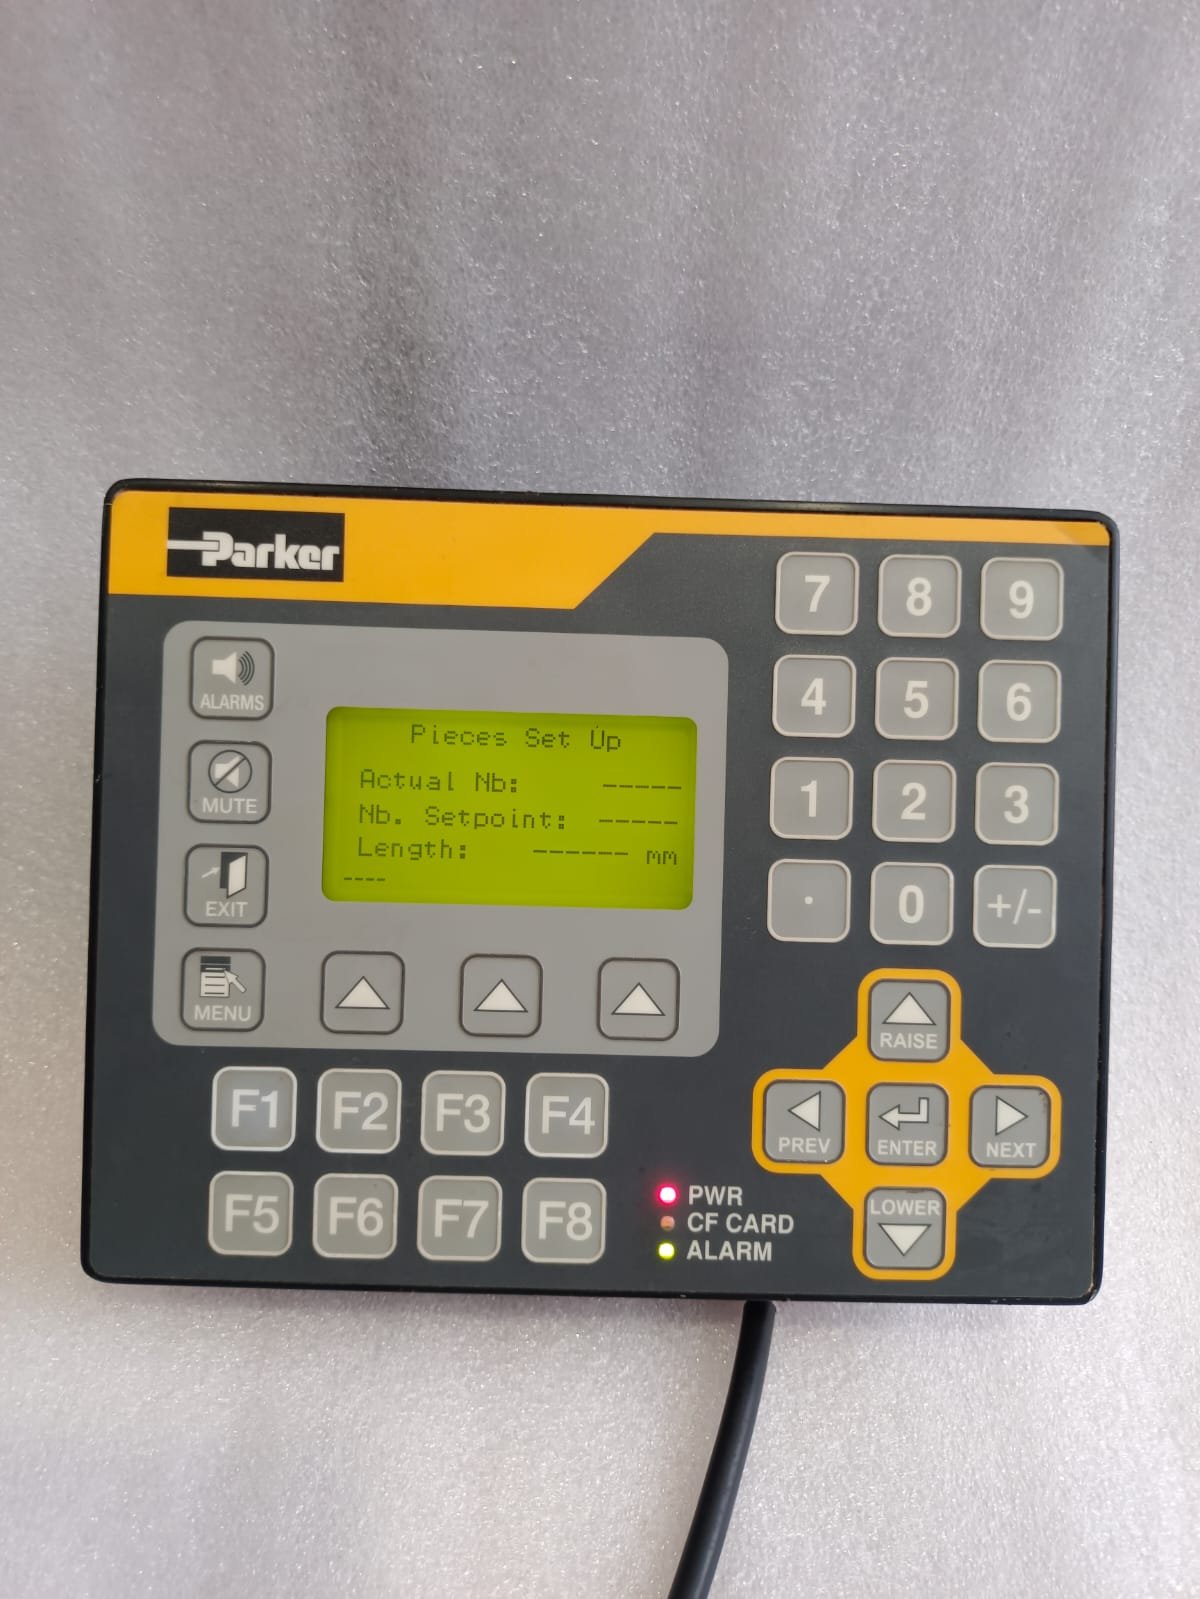 Parker
ALARMS
MUTE
EXIT
MENU
Pieces Set Up
Actual Nb: -----
Nb. Setpoint: -----
Length: ------ mm
----
7 8 9
4 5 6
1 2 3
. 0 +/-
F1 F2 F3 F4
F5 F6 F7 F8
PWR
CF CARD
ALARM
RAISE
PREV ENTER NEXT
LOWER